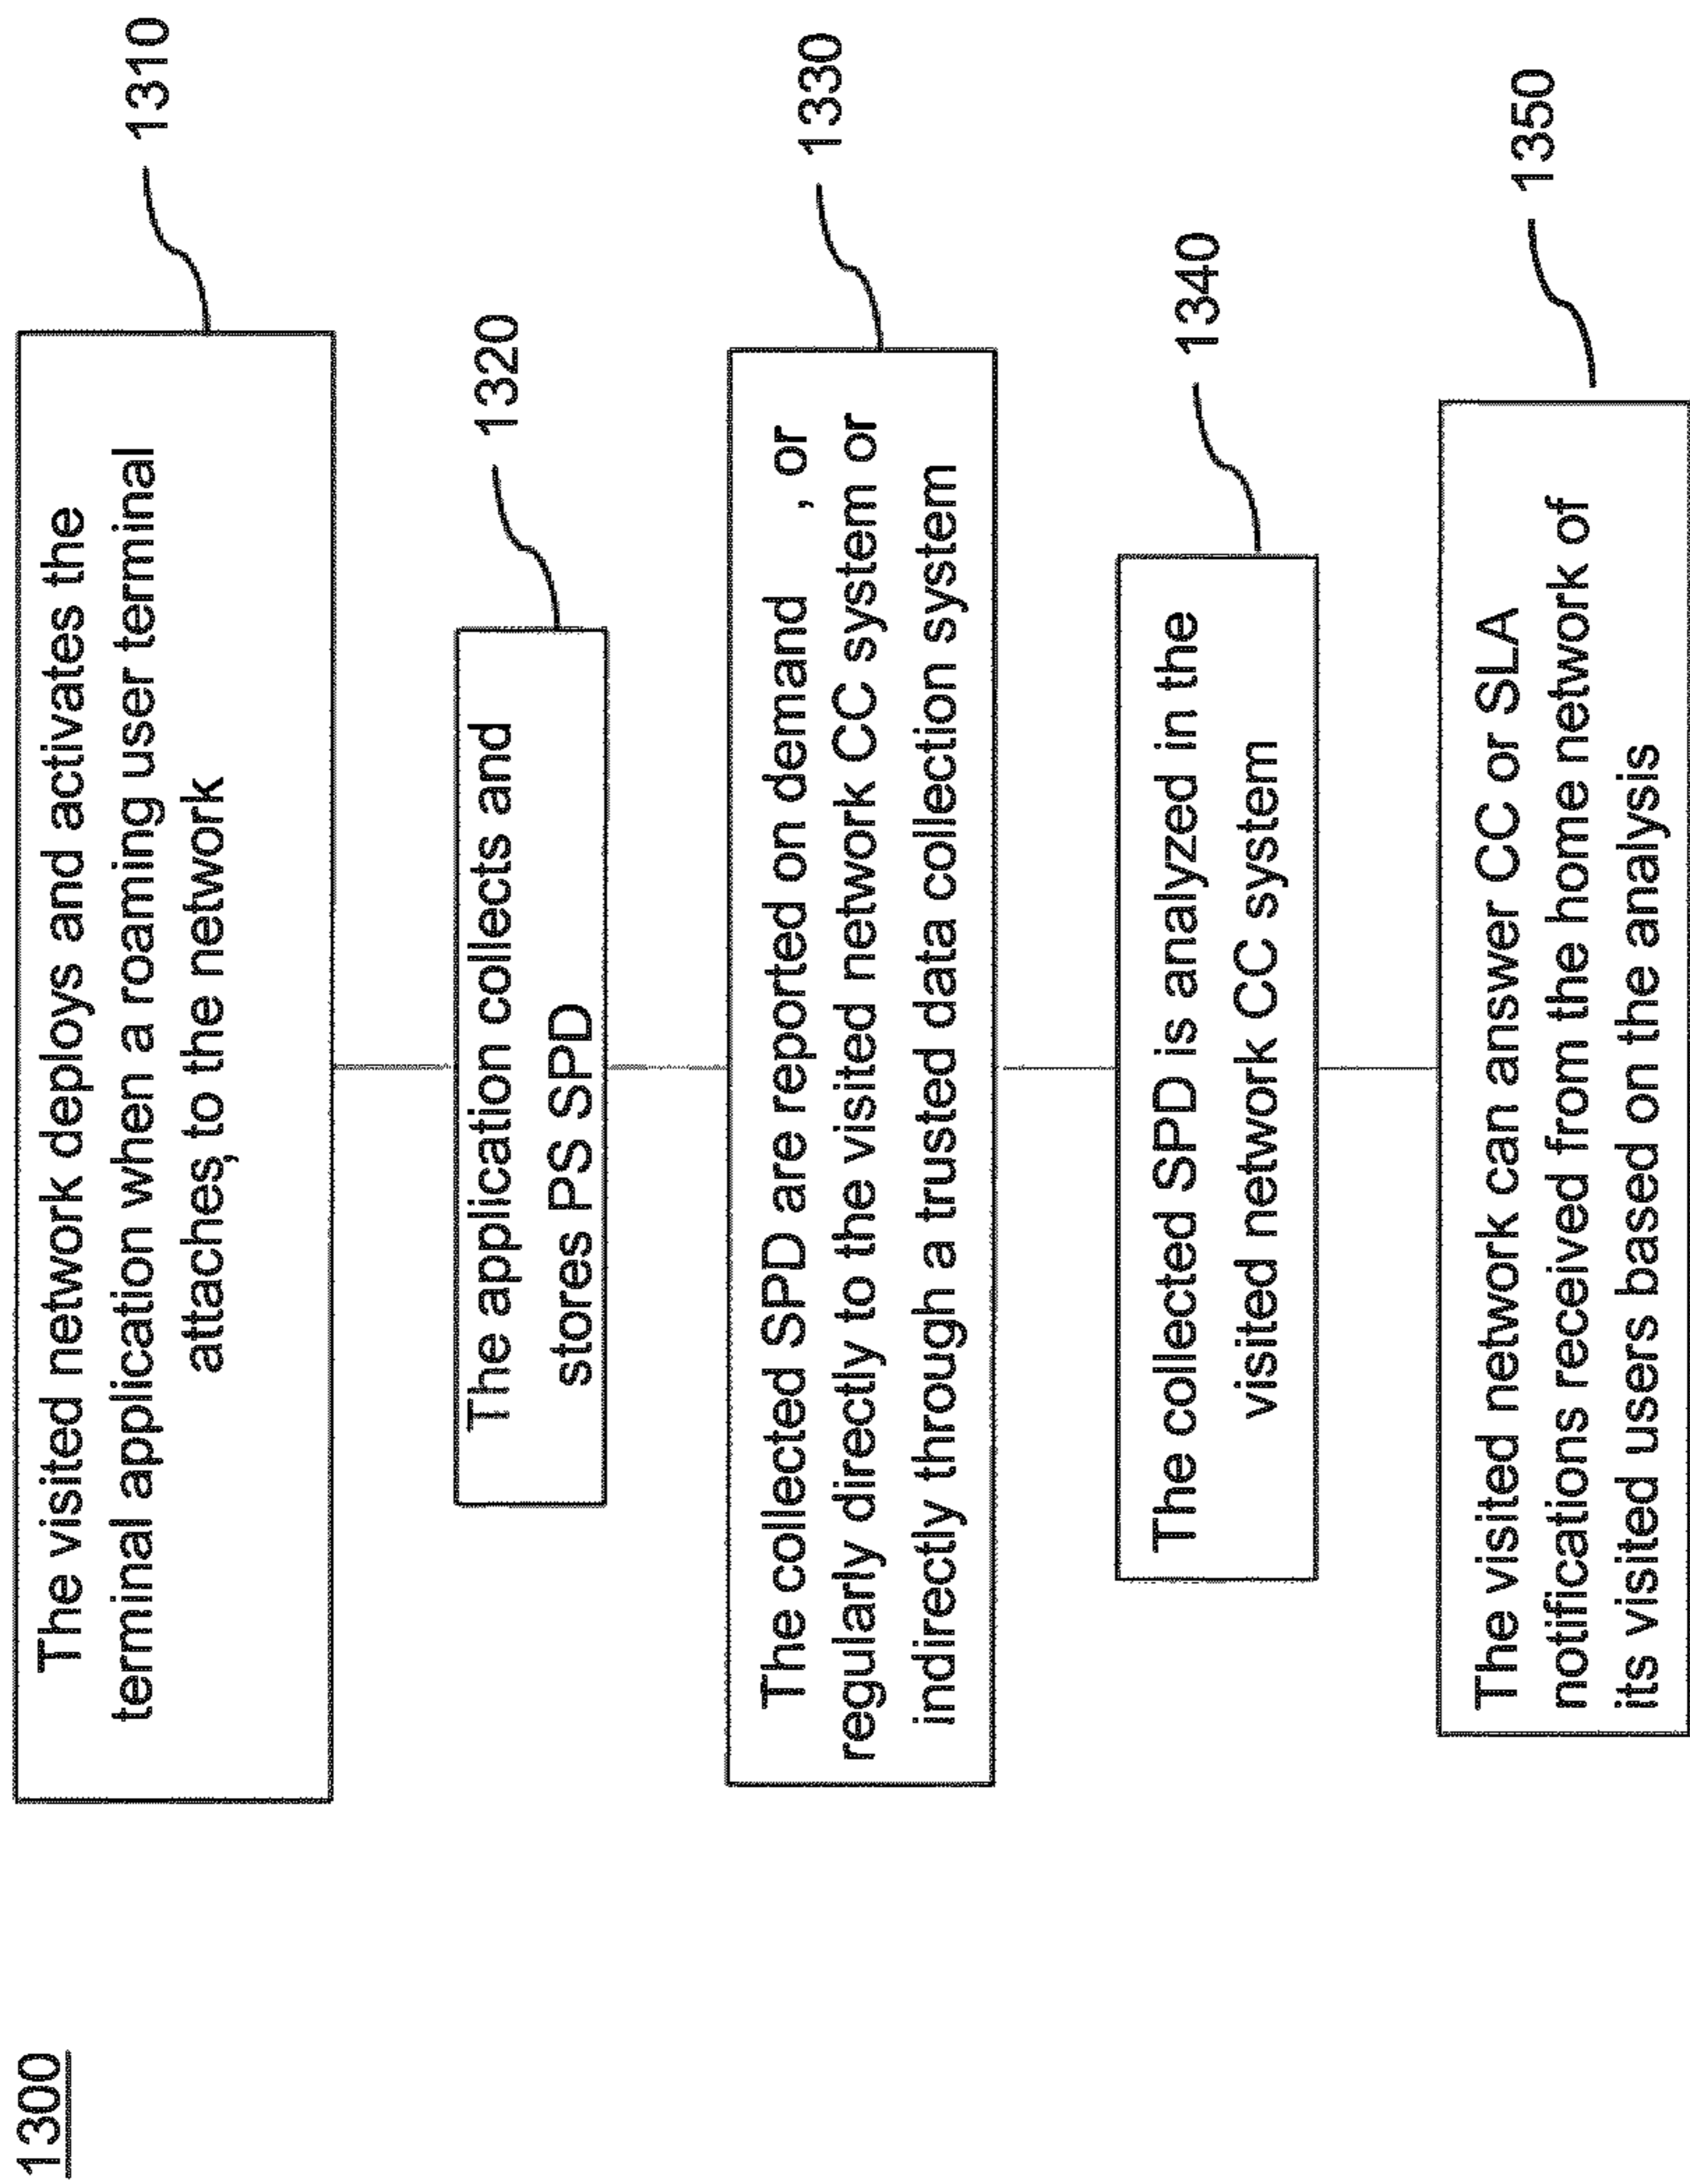 1300
The visited network deploys and activates the
terminal application when a roaming user terminal
attaches, to the network
1310
The application collects and
stores PS SPD
1320
The collected SPD are reported on demand , or
regularly directly to the visited network CC system or
indirectly through a trusted data collection system
1330
The collected SPD is analyzed in the
visited network CC system
1340
The visited network can answer CC or SLA
notifications received from the home network of
its visited users based on the analysis
1350